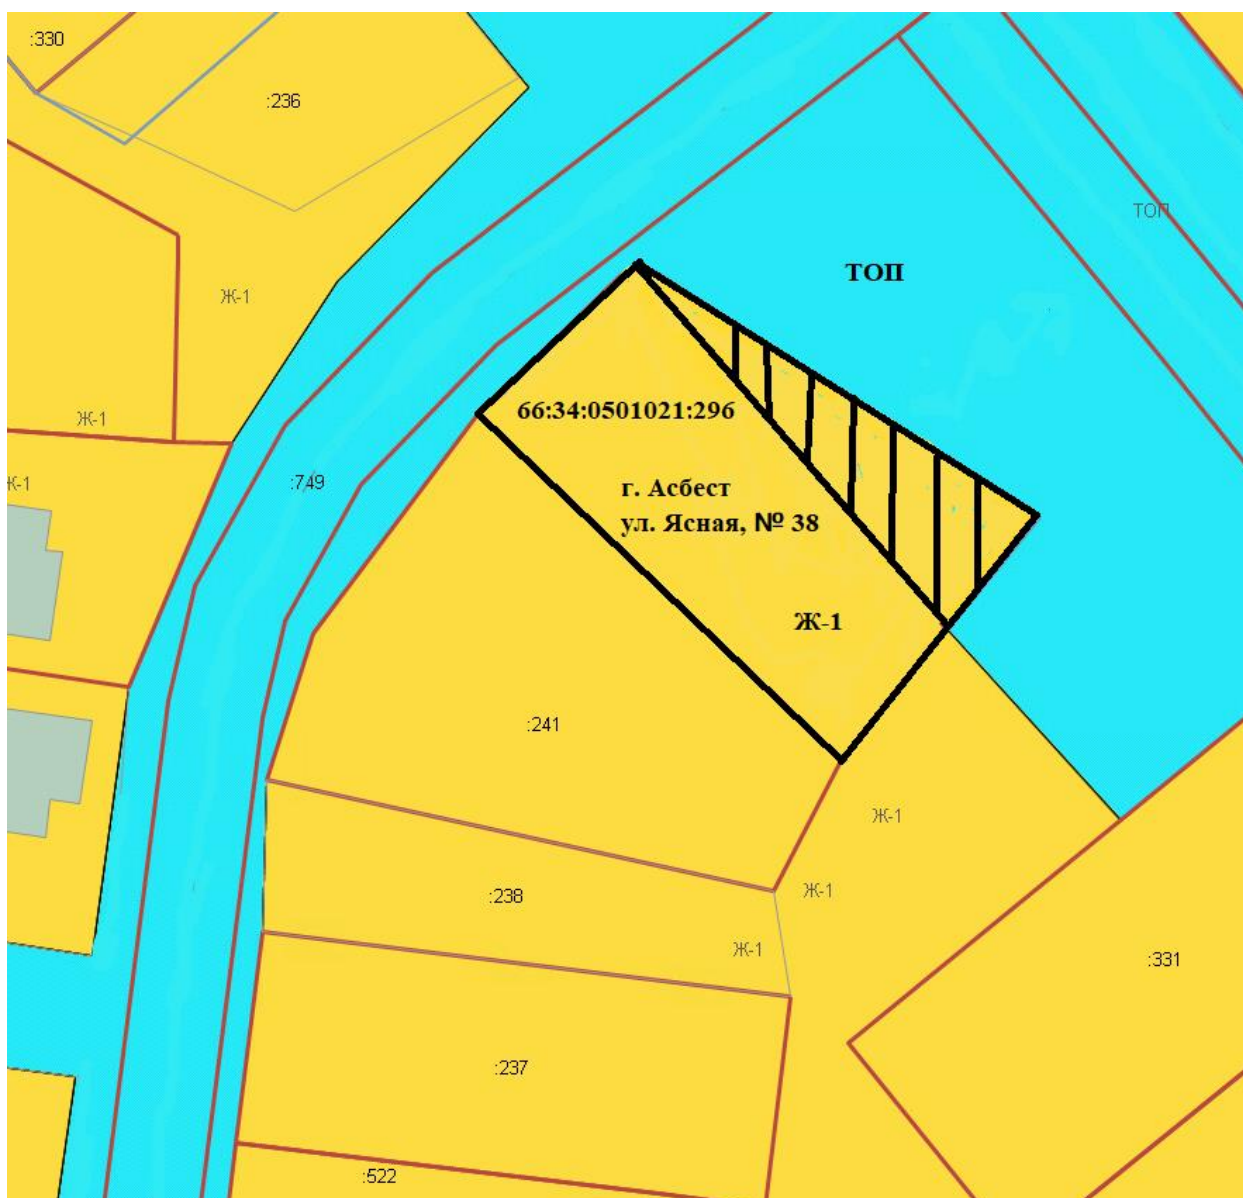 :330
:236
ТОП
ТОП
Ж-1
66:34:0501021:296
Ж-1
:749
К-1
г. Асбест
ул. Ясная, № 38
Ж-1
:241
Ж-1
Ж-1
:238
Ж-1
:331
:237
:522